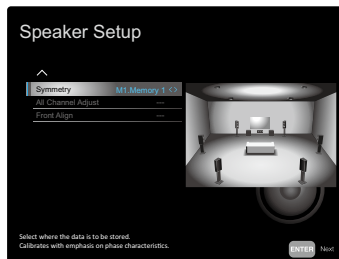 Speaker Setup
Symmetry M1.Memory 1 <>
All Channel Adjust ---
Front Align ---
Select where the data is to be stored.
Calibrates with emphasis on phase characteristics.
ENTER Next